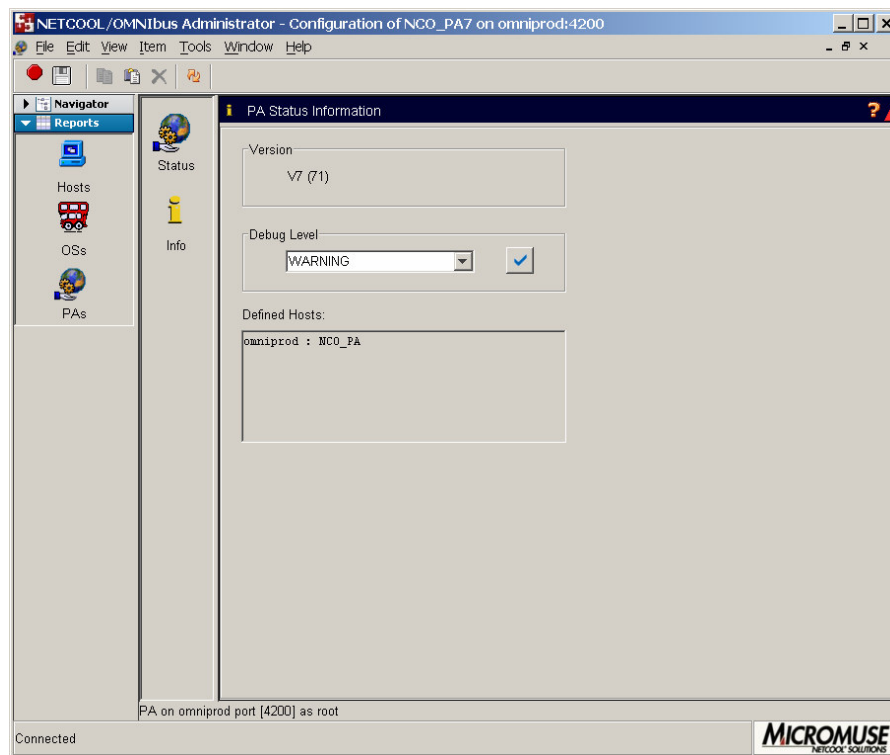 NETCOOL/OMNIbus Administrator - Configuration of NCO_PA7 on omniprod:4200
File Edit View Item Tools Window Help
Navigator
Reports
Hosts
OSs
PAs
Status
Info
i PA Status Information ?
Version
V7 (71)
Debug Level
WARNING
Defined Hosts:
omniprod : NCO_PA
PA on omniprod port [4200] as root
Connected
MICROMUSE
NETCOOL SOLUTIONS